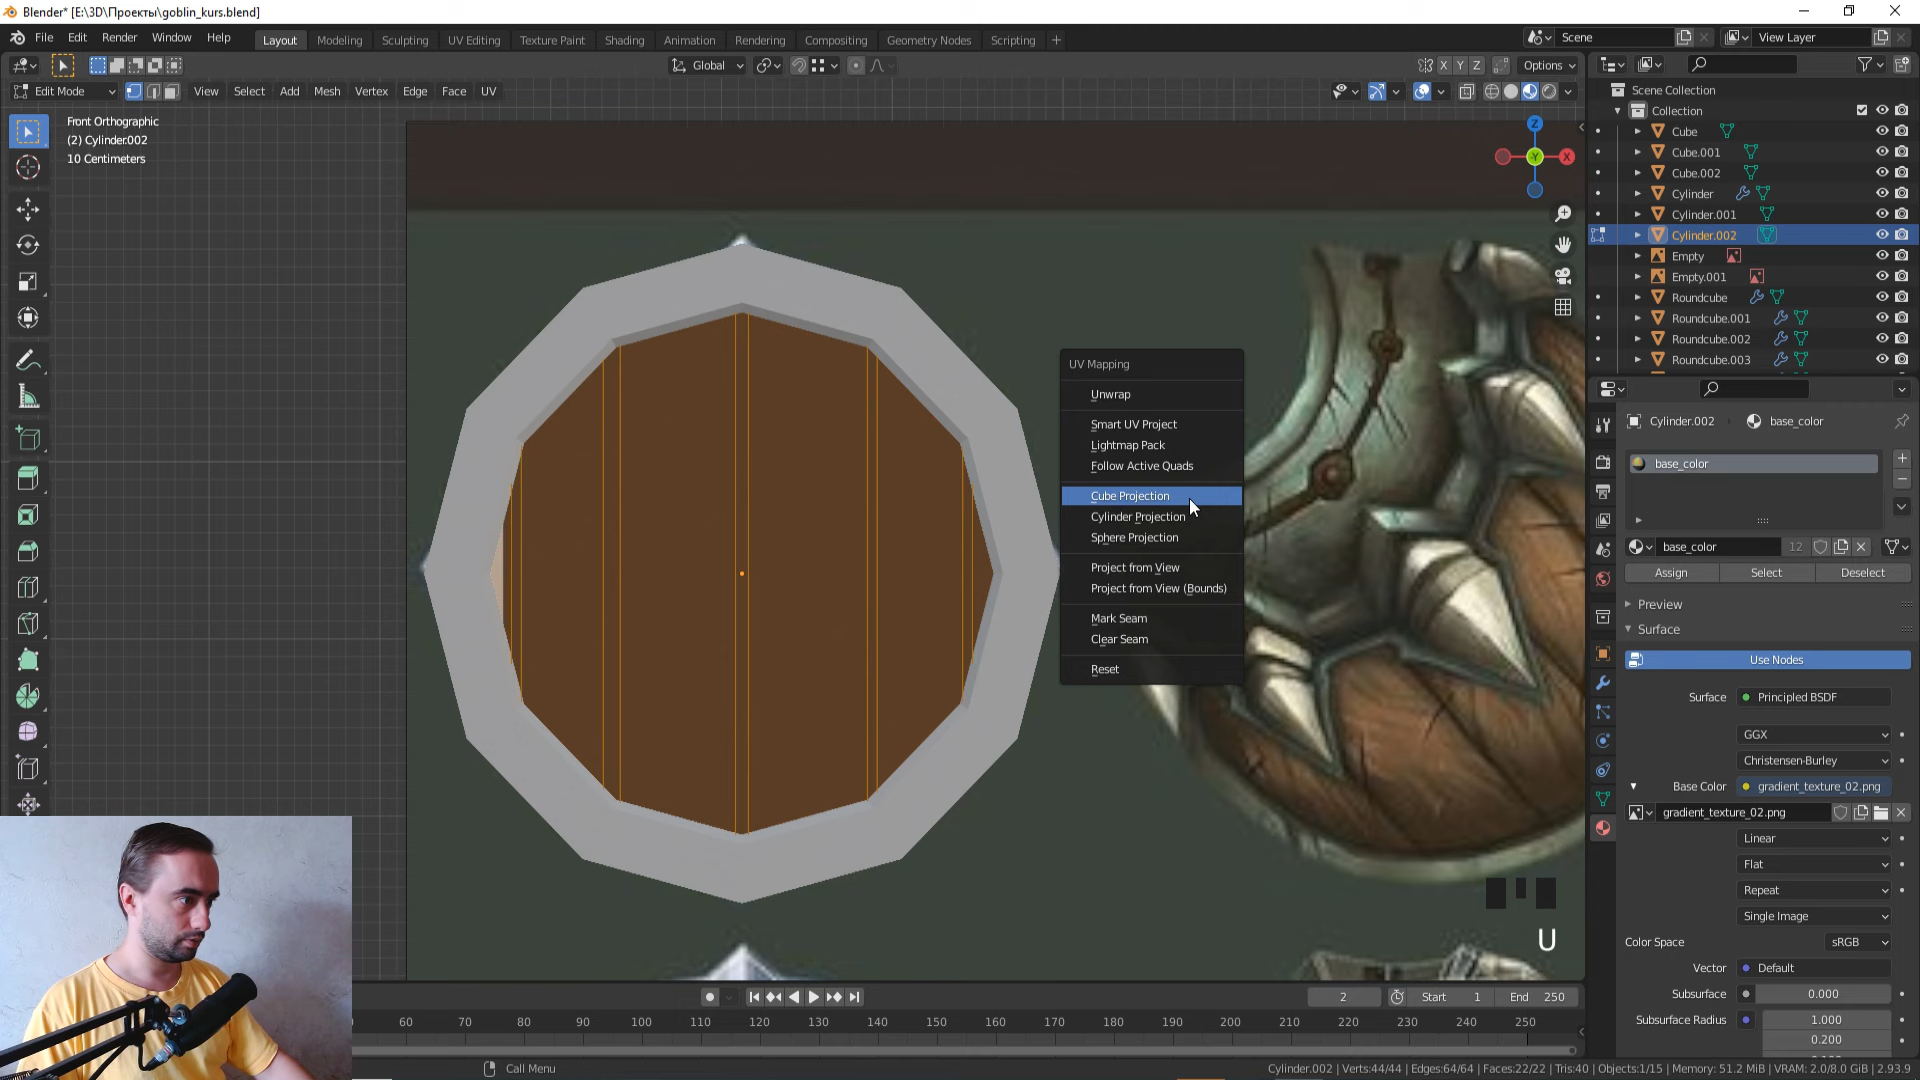 Blender* [E:\3D\Проекты\goblin_kurs.blend]
File Edit Render Window Help
Layout Modeling Sculpting UV Editing Texture Paint Shading Animation Rendering Compositing Geometry Nodes Scripting +
Scene
View Layer
Global
X Y Z
Options
Edit Mode View Select Add Mesh Vertex Edge Face UV
Front Orthographic
(2) Cylinder.002
10 Centimeters
Z
X
Y
UV Mapping
Unwrap
Smart UV Project
Lightmap Pack
Follow Active Quads
Cube Projection
Cylinder Projection
Sphere Projection
Project from View
Project from View (Bounds)
Mark Seam
Clear Seam
Reset
U
Scene Collection
Collection
Cube
Cube.001
Cube.002
Cylinder
Cylinder.001
Cylinder.002
Empty
Empty.001
Roundcube
Roundcube.001
Roundcube.002
Roundcube.003
Cylinder.002 base_color
base_color
base_color 12
Assign Select Deselect
Preview
Surface
Use Nodes
Surface Principled BSDF
GGX
Christensen-Burley
Base Color gradient_texture_02.png
gradient_texture_02.png
Linear
Flat
Repeat
Single Image
Color Space sRGB
Vector Default
Subsurface 0.000
Subsurface Radius 1.000
0.200
2 Start 1 End 250
60 70 80 90 100 110 120 130 140 150 160 170 180 190 200 210 220 230 240 250
Call Menu
Cylinder.002 | Verts:44/44 | Edges:64/64 | Faces:22/22 | Tris:40 | Objects:1/15 | Memory: 51.2 MiB | VRAM: 2.0/8.0 GiB | 2.93.9